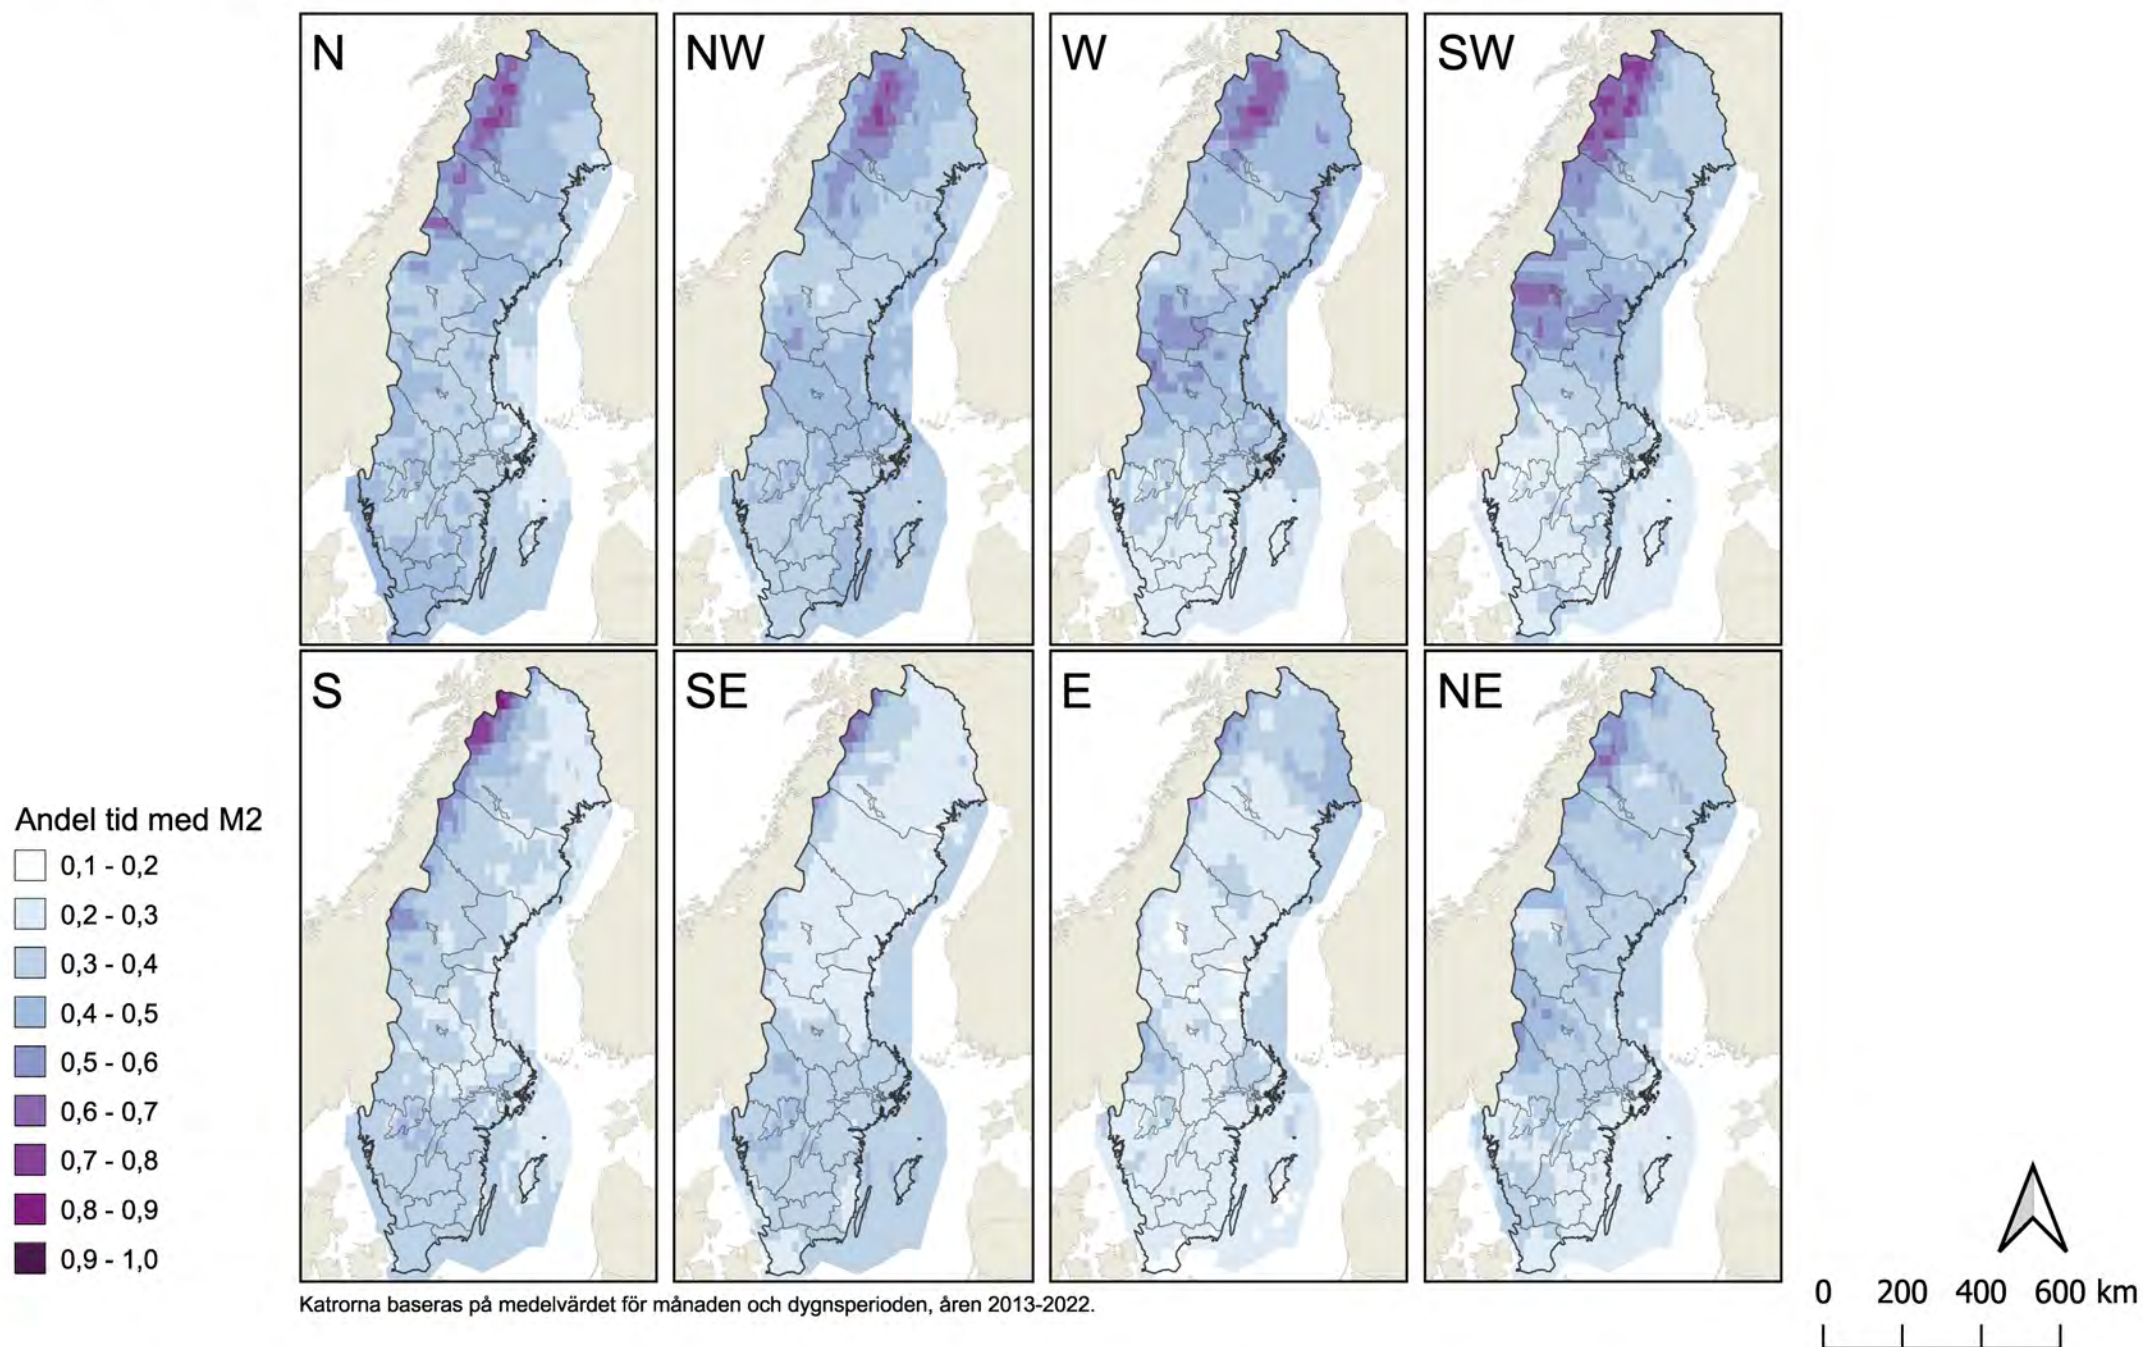 N
NW
W
SW
S
SE
E
NE
Andel tid med M2
0,1 - 0,2
0,2 - 0,3
0,3 - 0,4
0,4 - 0,5
0,5 - 0,6
0,6 - 0,7
0,7 - 0,8
0,8 - 0,9
0,9 - 1,0
Katrorna baseras på medelvärdet för månaden och dygnsperioden, åren 2013-2022.
0 200 400 600 km